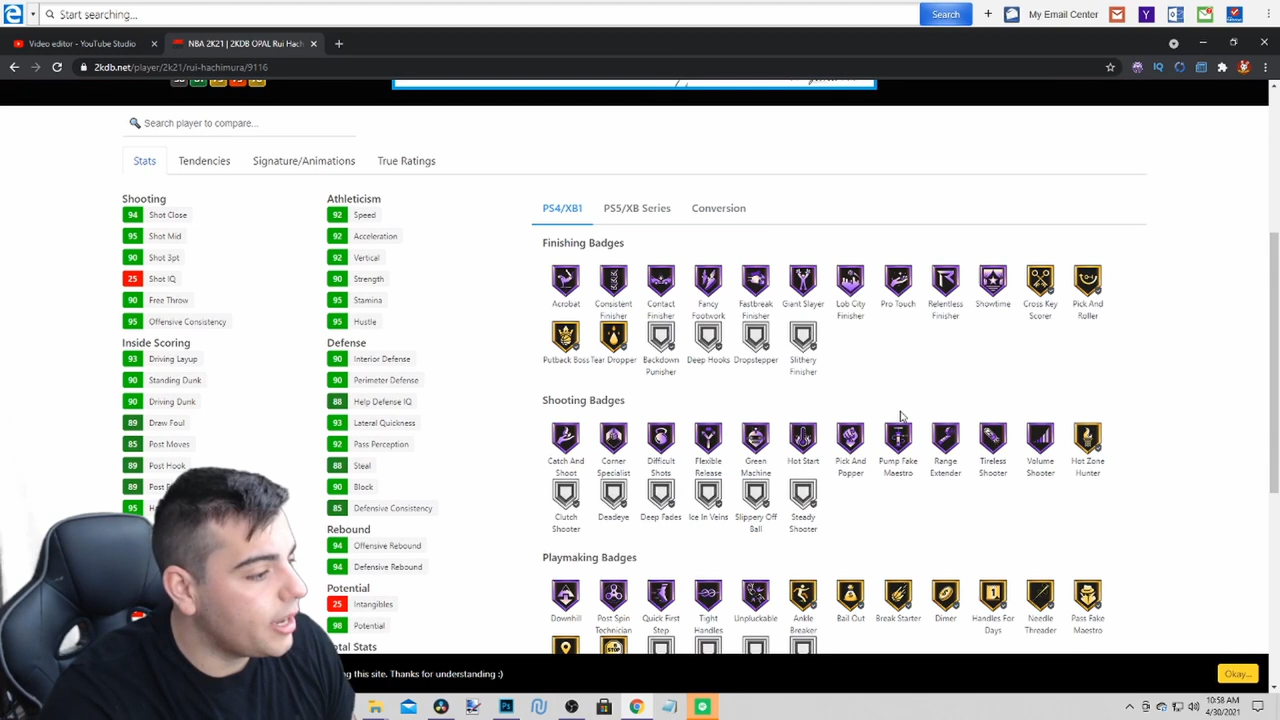 Start searching...
Search
My Email Center
Video editor - YouTube Studio
NBA 2K21 | 2KDB OPAL Rui Hach
2kdb.net/player/2k21/rui-hachimura/9116
Search player to compare...
Stats Tendencies Signature/Animations True Ratings
Shooting
94 Shot Close
95 Shot Mid
90 Shot 3pt
25 Shot IQ
90 Free Throw
95 Offensive Consistency
Inside Scoring
93 Driving Layup
90 Standing Dunk
90 Driving Dunk
89 Draw Foul
85 Post Moves
89 Post Hook
89 Post
95
Athleticism
92 Speed
92 Acceleration
92 Vertical
90 Strength
95 Stamina
95 Hustle
Defense
90 Interior Defense
90 Perimeter Defense
88 Help Defense IQ
93 Lateral Quickness
92 Pass Perception
88 Steal
90 Block
85 Defensive Consistency
Rebound
94 Offensive Rebound
94 Defensive Rebound
Potential
25 Intangibles
98 Potential
Total Stats
PS4/XB1 PS5/XB Series Conversion
Finishing Badges
Acrobat Consistent Finisher Contact Finisher Fancy Footwork Fastbreak Finisher Giant Slayer Lob City Finisher Pro Touch Relentless Finisher Showtime Cross Key Scorer Pick And Roller
Putback Boss Tear Dropper Backdown Punisher Deep Hooks Dropstepper Slithery Finisher
Shooting Badges
Catch And Shoot Corner Specialist Difficult Shots Flexible Release Green Machine Hot Start Pick And Popper Pump Fake Maestro Range Extender Tireless Shooter Volume Shooter Hot Zone Hunter
Clutch Shooter Deadeye Deep Fades Ice In Veins Slippery Off Ball Steady Shooter
Playmaking Badges
Downhill Post Spin Technician Quick First Step Tight Handles Unpluckable Ankle Breaker Bail Out Break Starter Dimer Handles For Days Needle Threader Pass Fake Maestro
ng this site. Thanks for understanding :)
Okay...
10:58 AM
4/30/2021